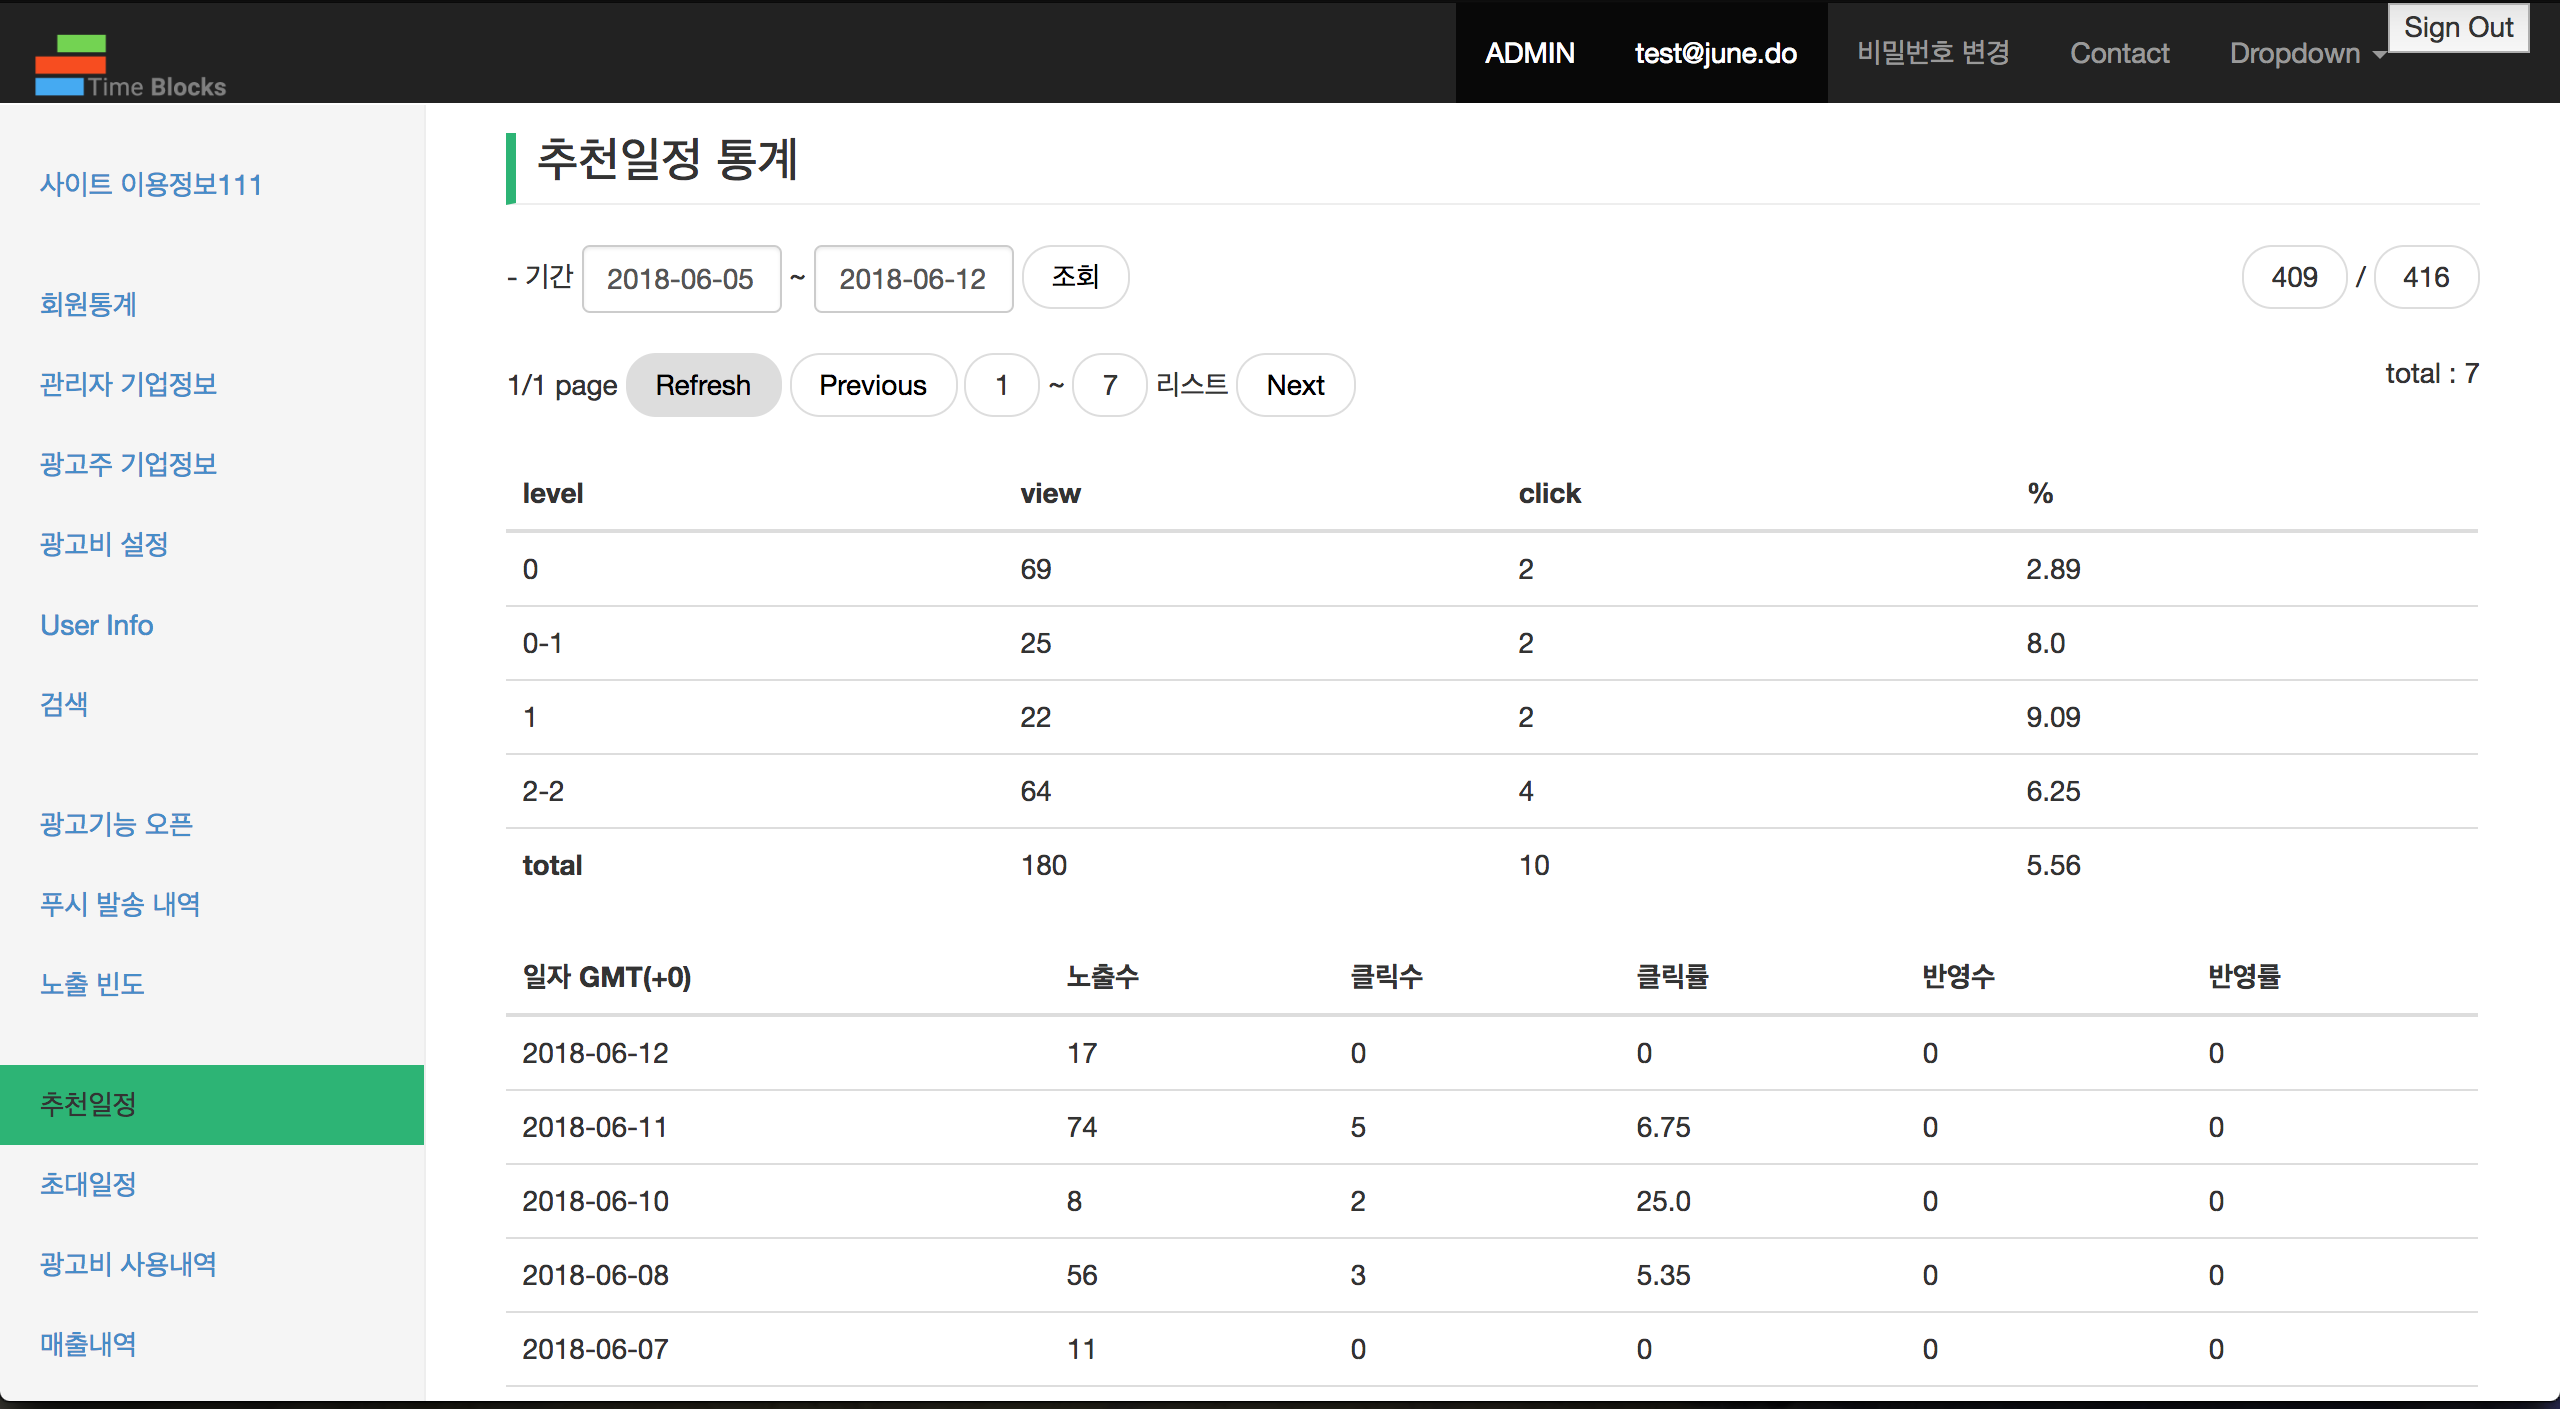 Time Blocks
ADMIN test@june.do 비밀번호 변경 Contact Dropdown Sign Out
사이트 이용정보111
회원통계
관리자 기업정보
광고주 기업정보
광고비 설정
User Info
검색
광고기능 오픈
푸시 발송 내역
노출 빈도
추천일정
초대일정
광고비 사용내역
매출내역
추천일정 통계
- 기간 2018-06-05 ~ 2018-06-12 조회 409 / 416
1/1 page Refresh Previous 1 ~ 7 리스트 Next total : 7
level view click %
0 69 2 2.89
0-1 25 2 8.0
1 22 2 9.09
2-2 64 4 6.25
total 180 10 5.56
일자 GMT(+0) 노출수 클릭수 클릭률 반영수 반영률
2018-06-12 17 0 0 0 0
2018-06-11 74 5 6.75 0 0
2018-06-10 8 2 25.0 0 0
2018-06-08 56 3 5.35 0 0
2018-06-07 11 0 0 0 0